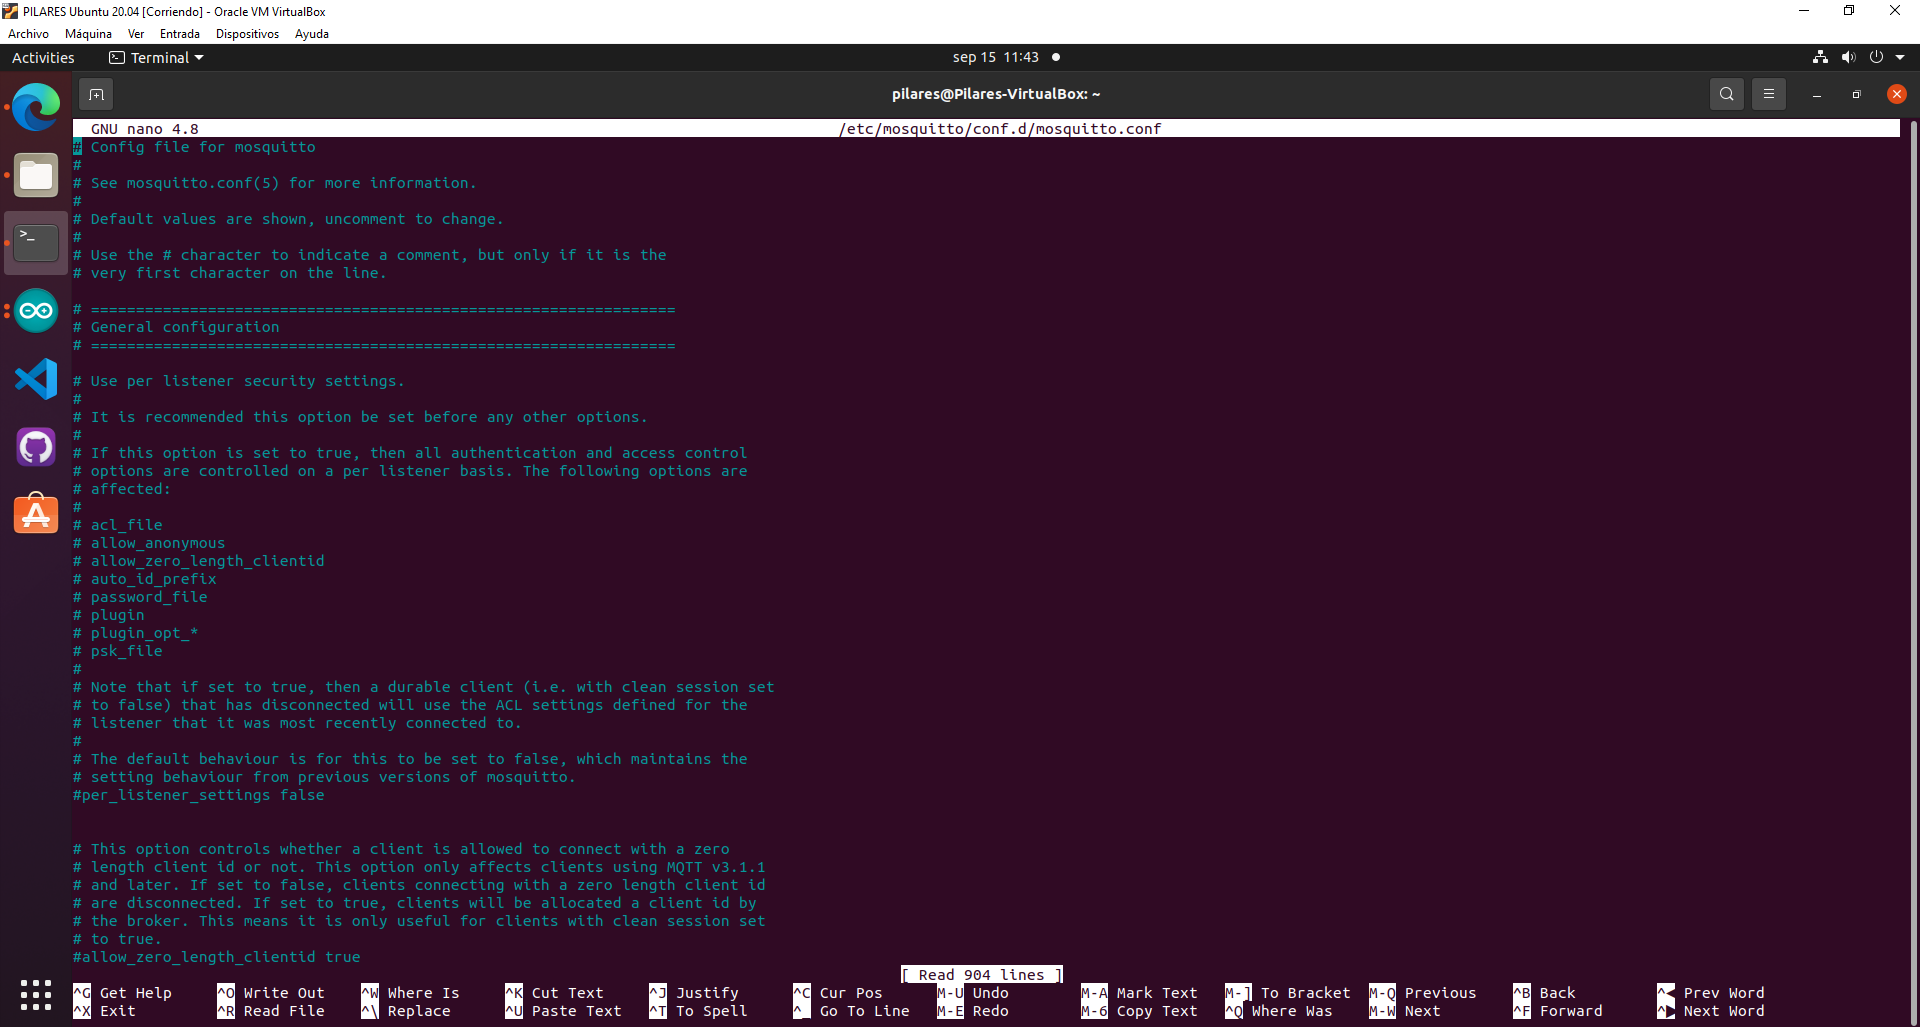 PILARES Ubuntu 20.04 [Corriendo] - Oracle VM VirtualBox
Archivo Máquina Ver Entrada Dispositivos Ayuda
Activities Terminal sep 15 11:43
pilares@Pilares-VirtualBox: ~
GNU nano 4.8 /etc/mosquitto/conf.d/mosquitto.conf
# Config file for mosquitto
#
# See mosquitto.conf(5) for more information.
#
# Default values are shown, uncomment to change.
#
# Use the # character to indicate a comment, but only if it is the
# very first character on the line.
# =================================================================
# General configuration
# =================================================================
# Use per listener security settings.
#
# It is recommended this option be set before any other options.
#
# If this option is set to true, then all authentication and access control
# options are controlled on a per listener basis. The following options are
# affected:
#
# acl_file
# allow_anonymous
# allow_zero_length_clientid
# auto_id_prefix
# password_file
# plugin
# plugin_opt_*
# psk_file
#
# Note that if set to true, then a durable client (i.e. with clean session set
# to false) that has disconnected will use the ACL settings defined for the
# listener that it was most recently connected to.
#
# The default behaviour is for this to be set to false, which maintains the
# setting behaviour from previous versions of mosquitto.
#per_listener_settings false
# This option controls whether a client is allowed to connect with a zero
# length client id or not. This option only affects clients using MQTT v3.1.1
# and later. If set to false, clients connecting with a zero length client id
# are disconnected. If set to true, clients will be allocated a client id by
# the broker. This means it is only useful for clients with clean session set
# to true.
#allow_zero_length_clientid true
[ Read 904 lines ]
^G Get Help ^O Write Out ^W Where Is ^K Cut Text ^J Justify ^C Cur Pos M-U Undo M-A Mark Text M-] To Bracket M-Q Previous ^B Back ^◀ Prev Word
^X Exit ^R Read File ^\ Replace ^U Paste Text ^T To Spell ^_ Go To Line M-E Redo M-6 Copy Text ^Q Where Was M-W Next ^F Forward ^▶ Next Word